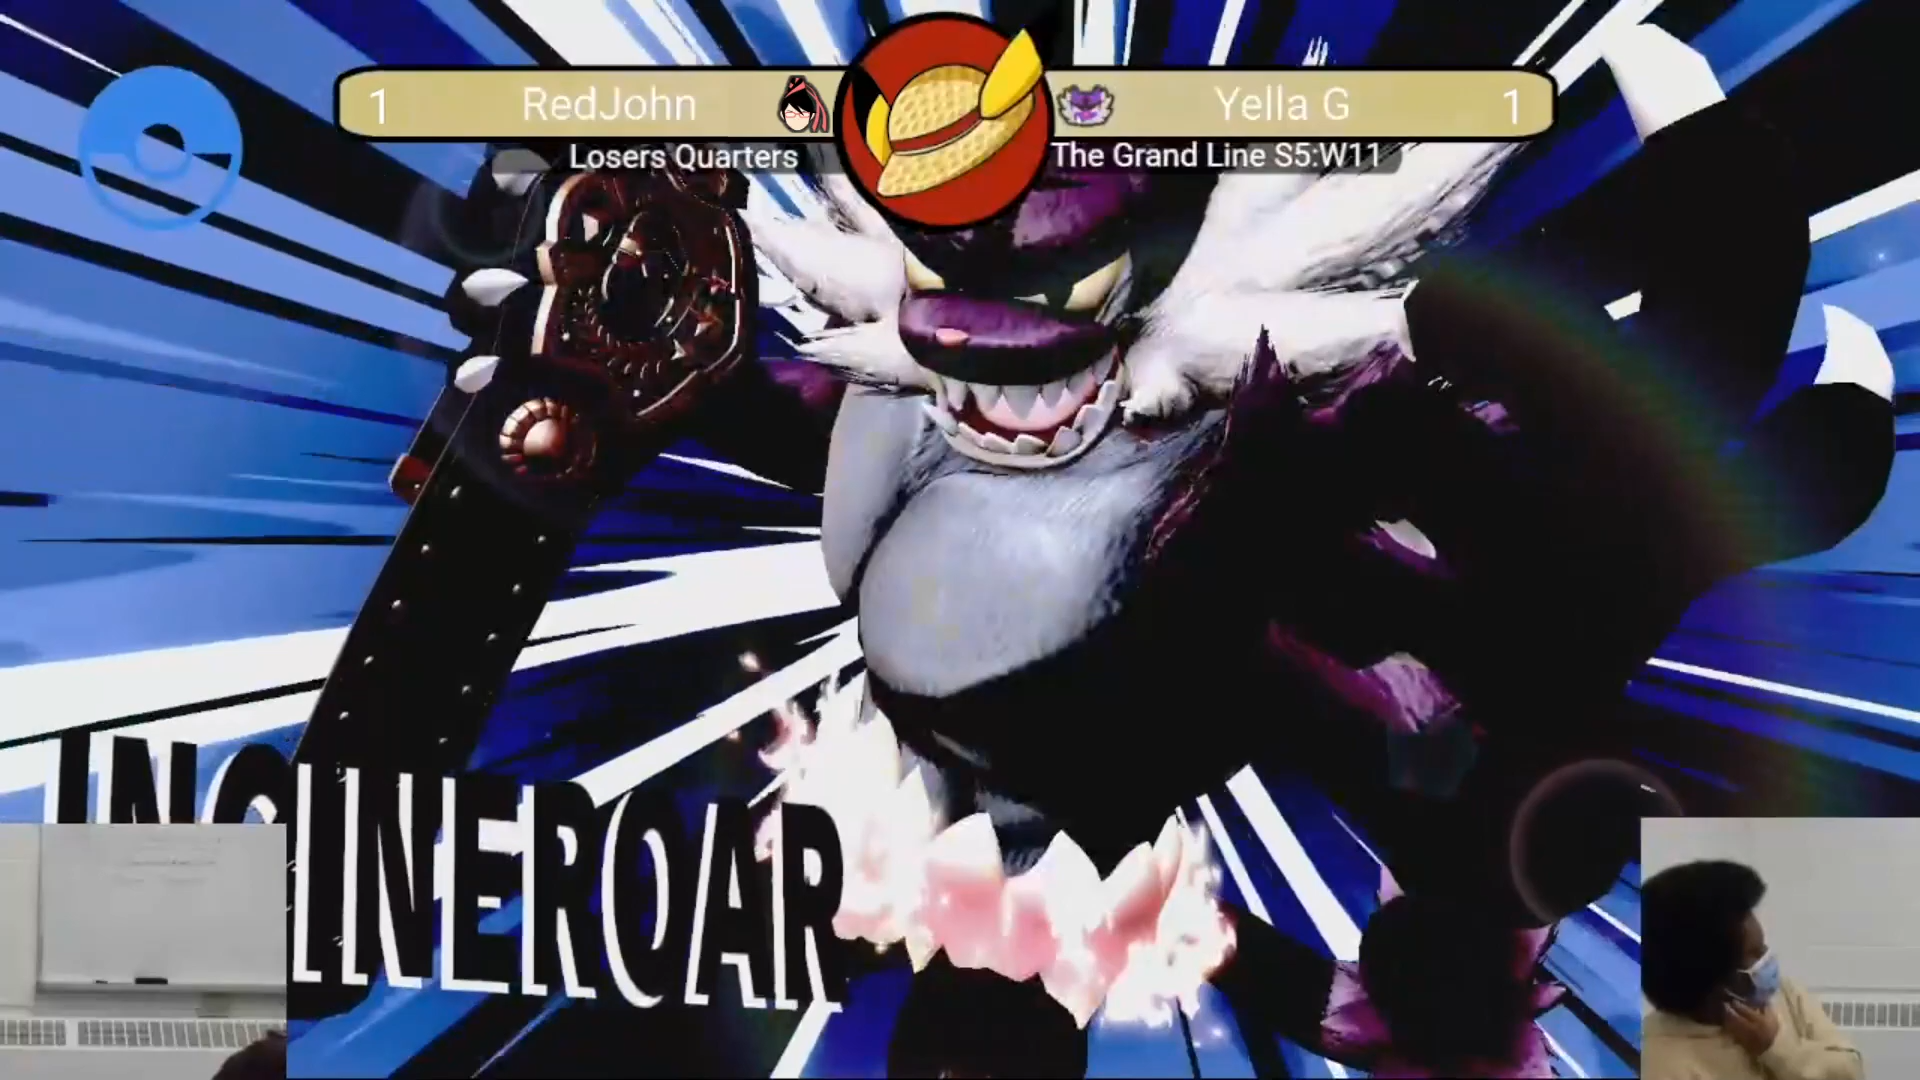 1 RedJohn Yella G 1
Losers Quarters The Grand Line S5:W11
INCINEROAR